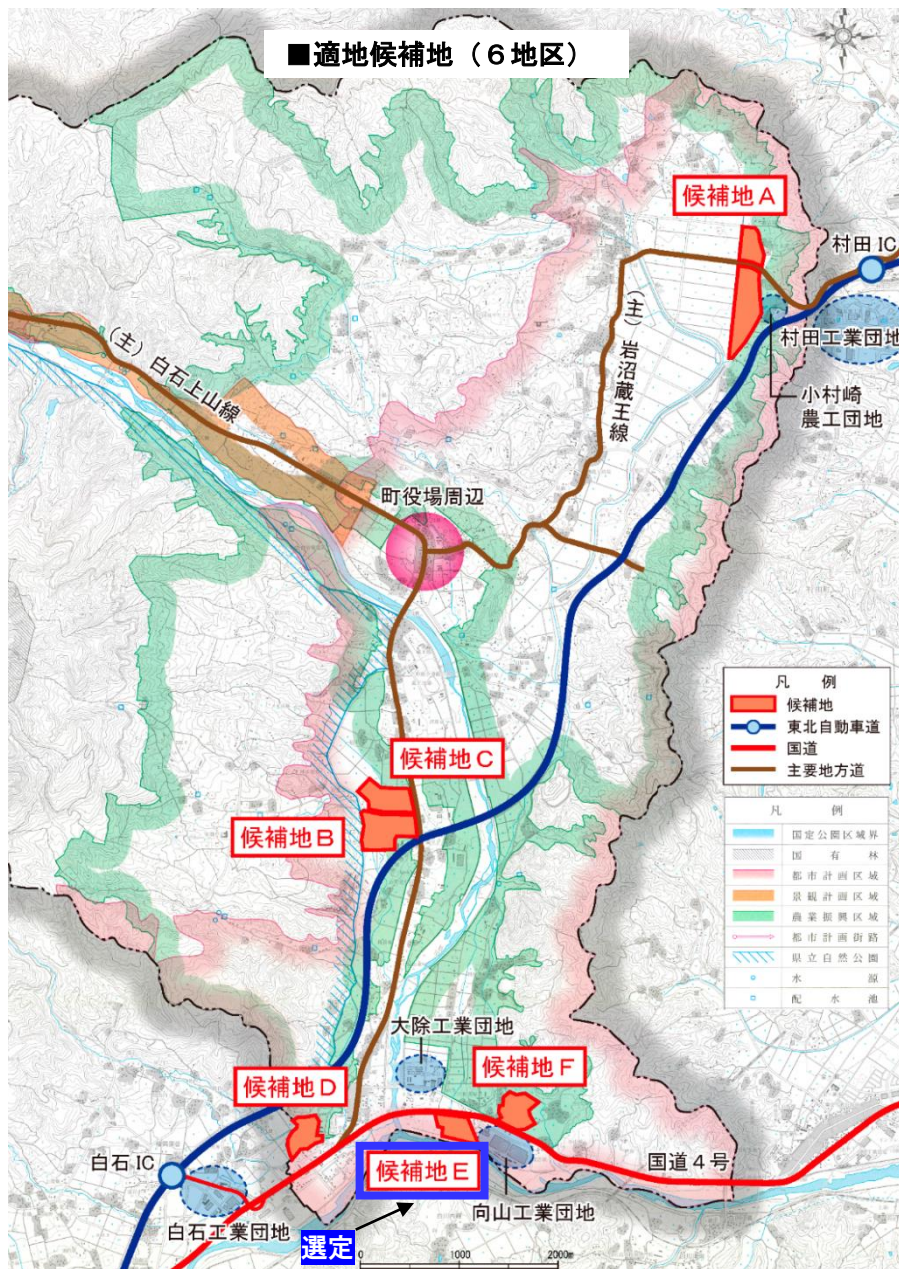 ■適地候補地（６地区）
候補地Ａ
村田 IC
村田工業団地
小村崎
農工団地
（主）岩沼蔵王線
（主）白石上山線
町役場周辺
凡　例
候補地
東北自動車道
国道
主要地方道
候補地Ｃ
候補地Ｂ
凡　例
国定公園区域界
国有林
都市計画区域
景観計画区域
農業振興区域
都市計画街路
県立自然公園
水源
配水池
大除工業団地
候補地Ｆ
候補地Ｄ
白石 IC
国道４号
候補地Ｅ
白石工業団地
向山工業団地
選定
0 1000 2000m